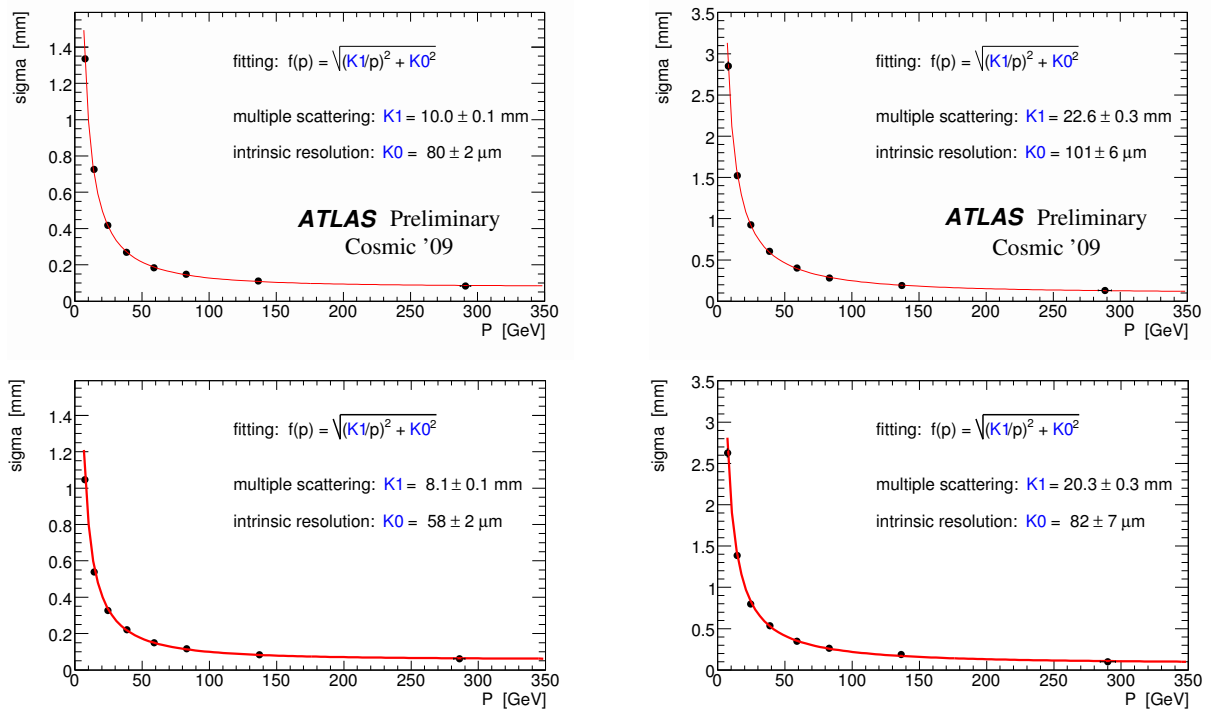 sigma [mm]
1.4
1.2
1
0.8
0.6
0.4
0.2
0
fitting: f(p) = √(K1/p)² + K0²
multiple scattering: K1 = 10.0 ± 0.1 mm
intrinsic resolution: K0 = 80 ± 2 µm
ATLAS Preliminary
Cosmic '09
0 50 100 150 200 250 300 350
P [GeV]
sigma [mm]
3.5
3
2.5
2
1.5
1
0.5
0
fitting: f(p) = √(K1/p)² + K0²
multiple scattering: K1 = 22.6 ± 0.3 mm
intrinsic resolution: K0 = 101 ± 6 µm
ATLAS Preliminary
Cosmic '09
0 50 100 150 200 250 300 350
P [GeV]
sigma [mm]
1.4
1.2
1
0.8
0.6
0.4
0.2
0
fitting: f(p) = √(K1/p)² + K0²
multiple scattering: K1 = 8.1 ± 0.1 mm
intrinsic resolution: K0 = 58 ± 2 µm
0 50 100 150 200 250 300 350
P [GeV]
sigma [mm]
3.5
3
2.5
2
1.5
1
0.5
0
fitting: f(p) = √(K1/p)² + K0²
multiple scattering: K1 = 20.3 ± 0.3 mm
intrinsic resolution: K0 = 82 ± 7 µm
0 50 100 150 200 250 300 350
P [GeV]